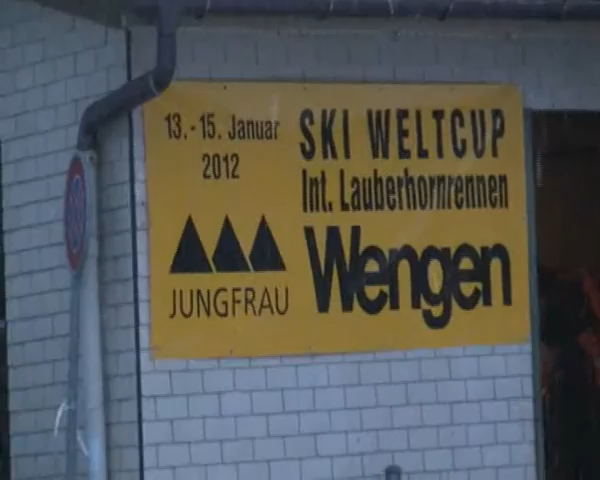 13.-15. Januar
2012
JUNGFRAU
SKI WELTCUP
Int. Lauberhornrennen
Wengen